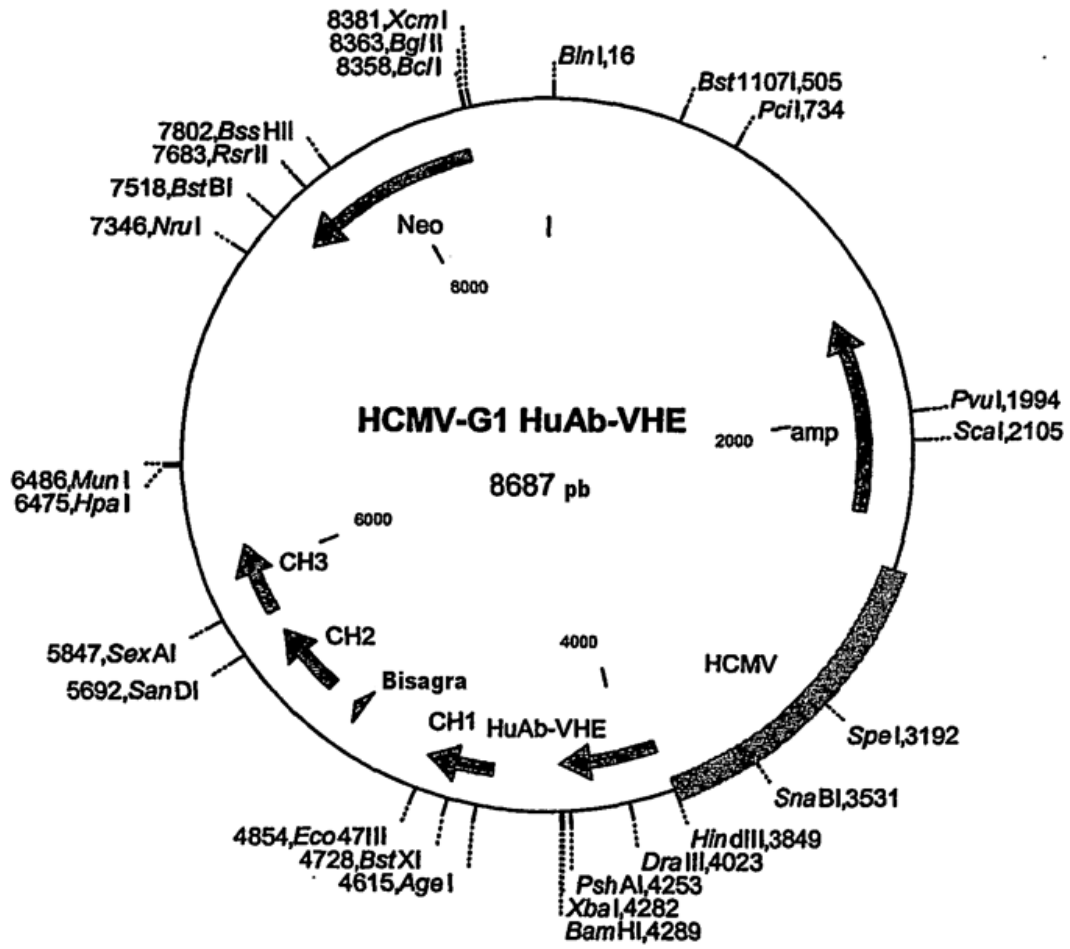 8381,XcmI
8363,BglII
8358,BclI
BlnI,16
Bst1107I,505
PciI,734
7802,BssHII
7683,RsrII
7518,BstBI
7346,NruI
Neo
8000
PvuI,1994
ScaI,2105
HCMV-G1 HuAb-VHE
8687 pb
2000
amp
6486,MunI
6475,HpaI
6000
CH3
CH2
5847,SexAI
5692,SanDI
Bisagra
CH1
HuAb-VHE
4000
HCMV
SpeI,3192
SnaBI,3531
HindIII,3849
DraIII,4023
4854,Eco47III
4728,BstXI
4615,AgeI
PshAI,4253
XbaI,4282
BamHI,4289